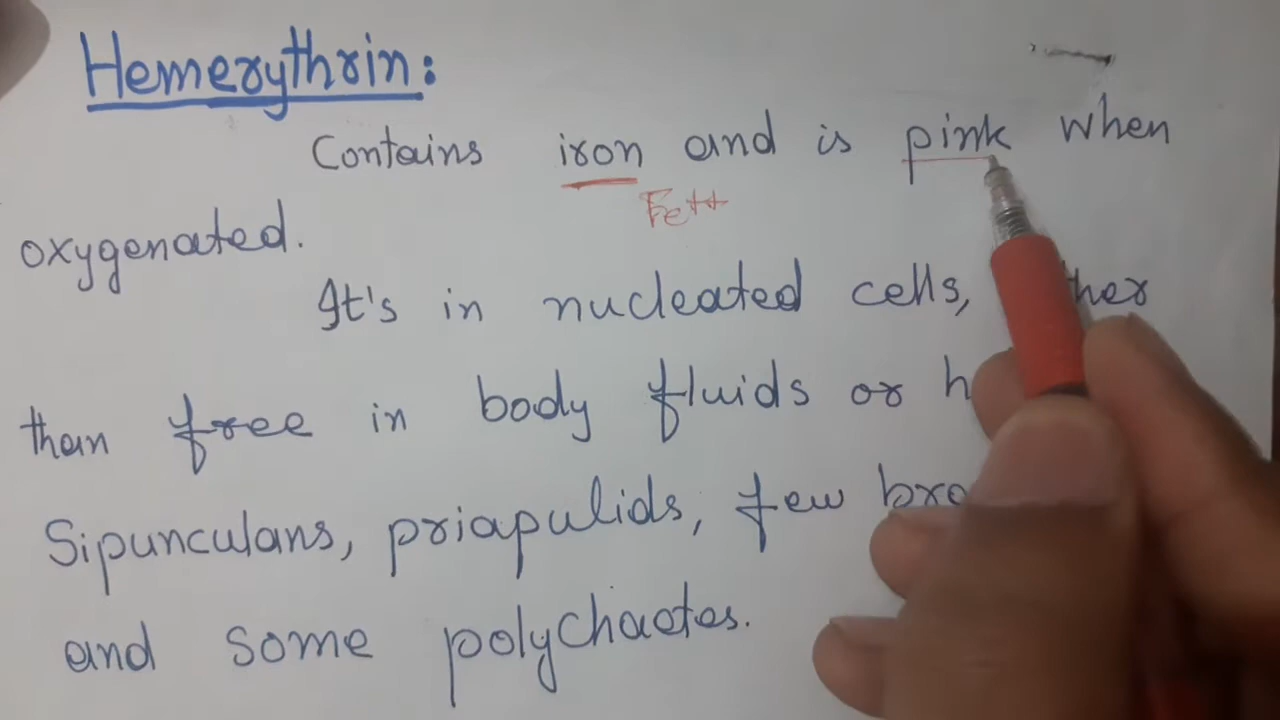 Hemerythrin:
Contains iron and is pink when
Fe++
oxygenated.
It's in nucleated cells,
than free in body fluids or
Sipunculans, priapulids, few
and some polychaetes.